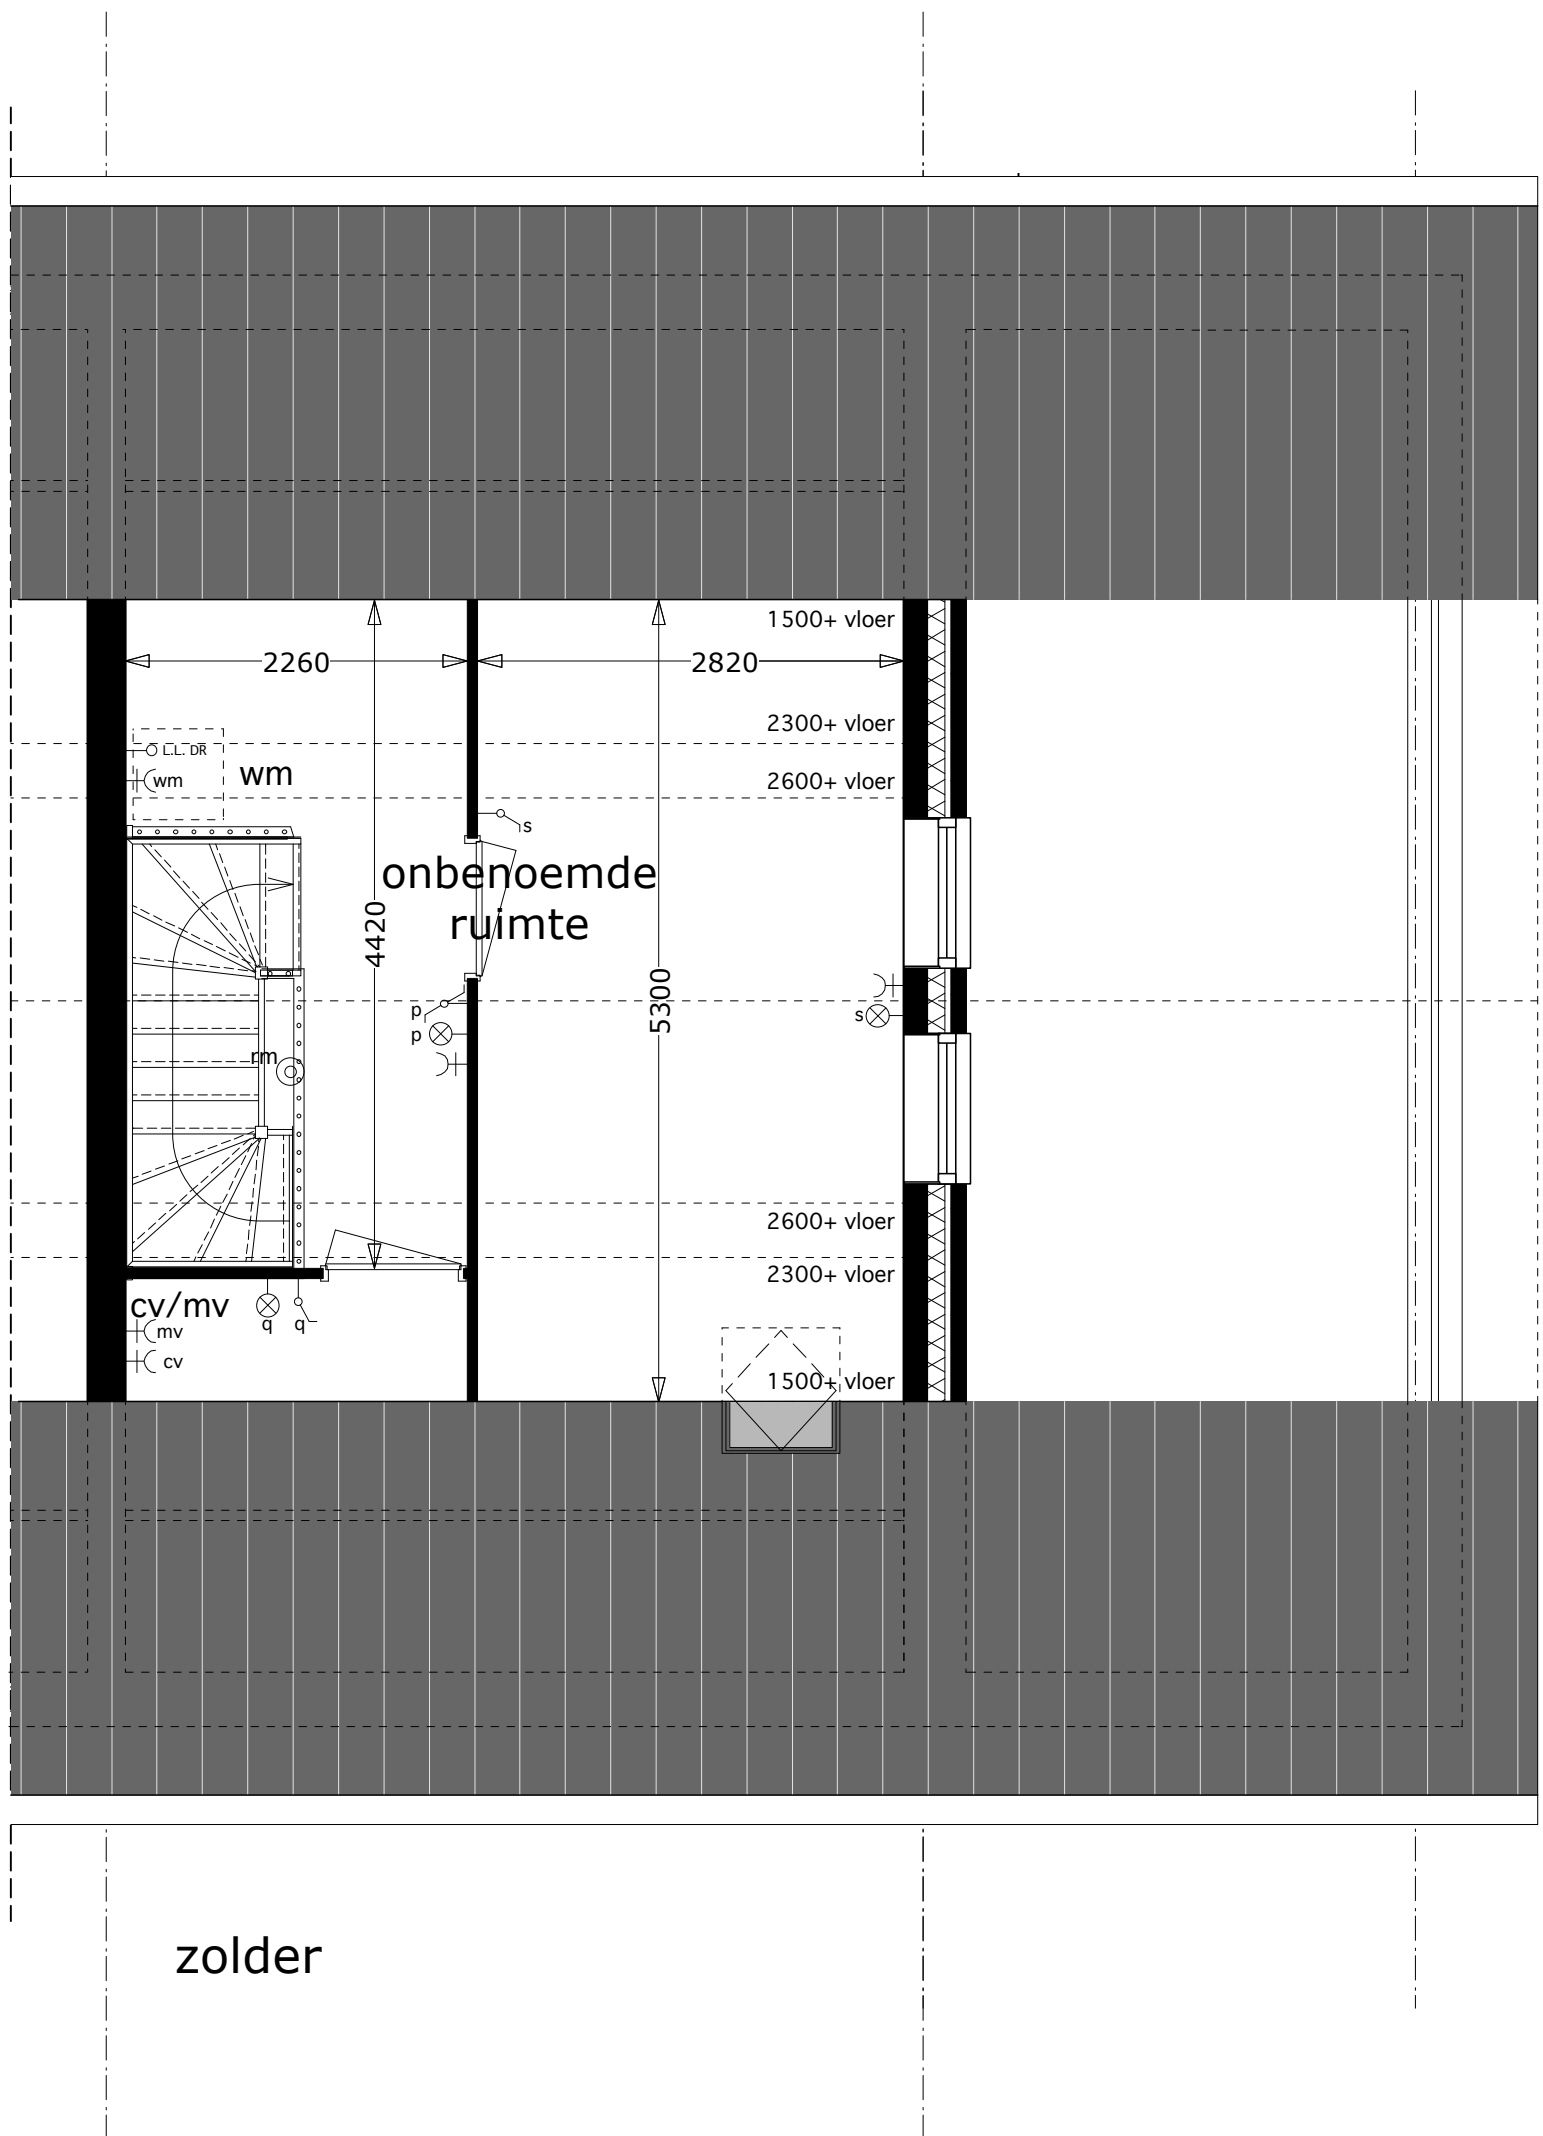 1500+ vloer
2260
2820
2300+ vloer
L.L. DR
wm
wm
2600+ vloer
s
onbenoemde
ruimte
4420
5300
p
s
p
rm
2600+ vloer
2300+ vloer
cv/mv
q
q
mv
cv
1500+ vloer
zolder